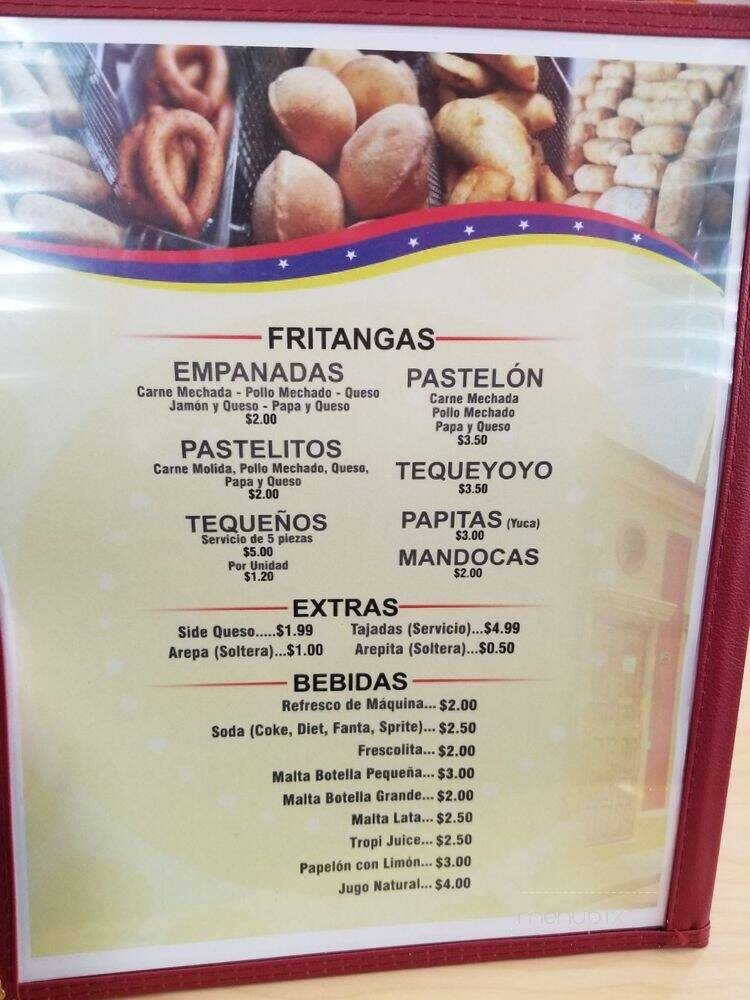 FRITANGAS
EMPANADAS
Carne Mechada - Pollo Mechado - Queso
Jamón y Queso - Papa y Queso
$2.00
PASTELITOS
Carne Molida, Pollo Mechado, Queso,
Papa y Queso
$2.00
TEQUEÑOS
Servicio de 5 piezas
$5.00
Por Unidad
$1.20
PASTELÓN
Carne Mechada
Pollo Mechado
Papa y Queso
$3.50
TEQUEYOYO
$3.50
PAPITAS (Yuca)
$3.00
MANDOCAS
$2.00
EXTRAS
Side Queso.....$1.99 Tajadas (Servicio)...$4.99
Arepa (Soltera)...$1.00 Arepita (Soltera)...$0.50
BEBIDAS
Refresco de Máquina... $2.00
Soda (Coke, Diet, Fanta, Sprite)... $2.50
Frescolita... $2.00
Malta Botella Pequeña... $3.00
Malta Botella Grande... $2.00
Malta Lata... $2.50
Tropi Juice... $2.50
Papelón con Limón... $3.00
Jugo Natural... $4.00
menupix